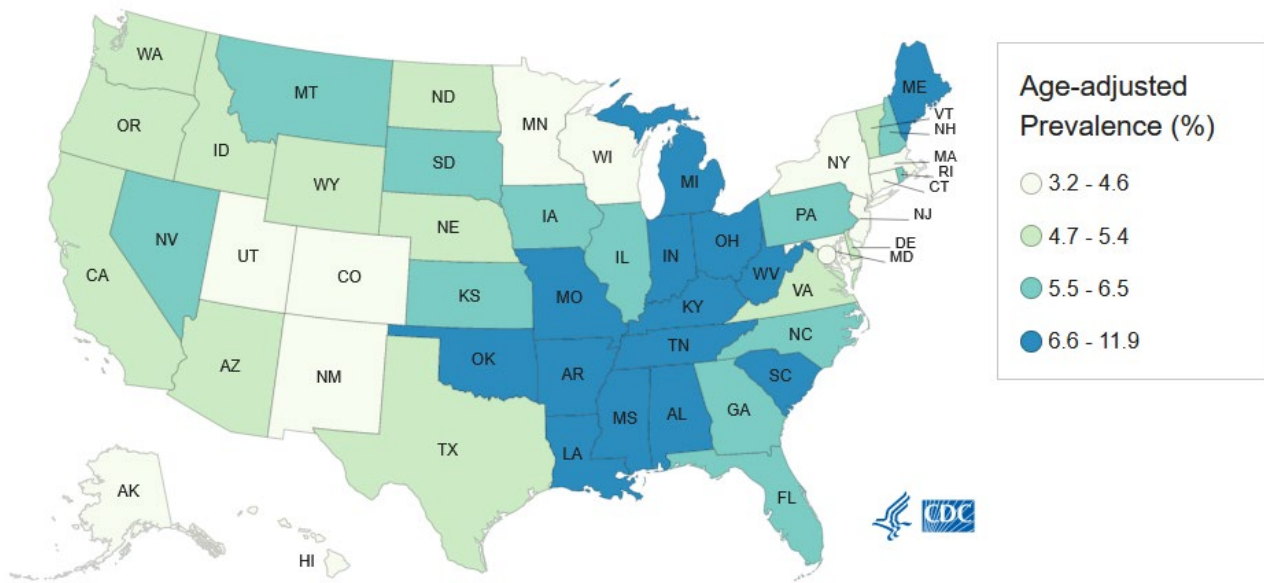 WA
MT
ND
OR
ID
WY
SD
MN
WI
MI
NY
ME
VT
NH
MA
RI
CT
NJ
PA
DE
MD
NE
IA
IL
IN
OH
WV
VA
NV
UT
CO
KS
MO
KY
CA
AZ
NM
OK
AR
TN
NC
SC
TX
LA
MS
AL
GA
FL
AK
HI
CDC
Age-adjusted
Prevalence (%)
3.2 - 4.6
4.7 - 5.4
5.5 - 6.5
6.6 - 11.9